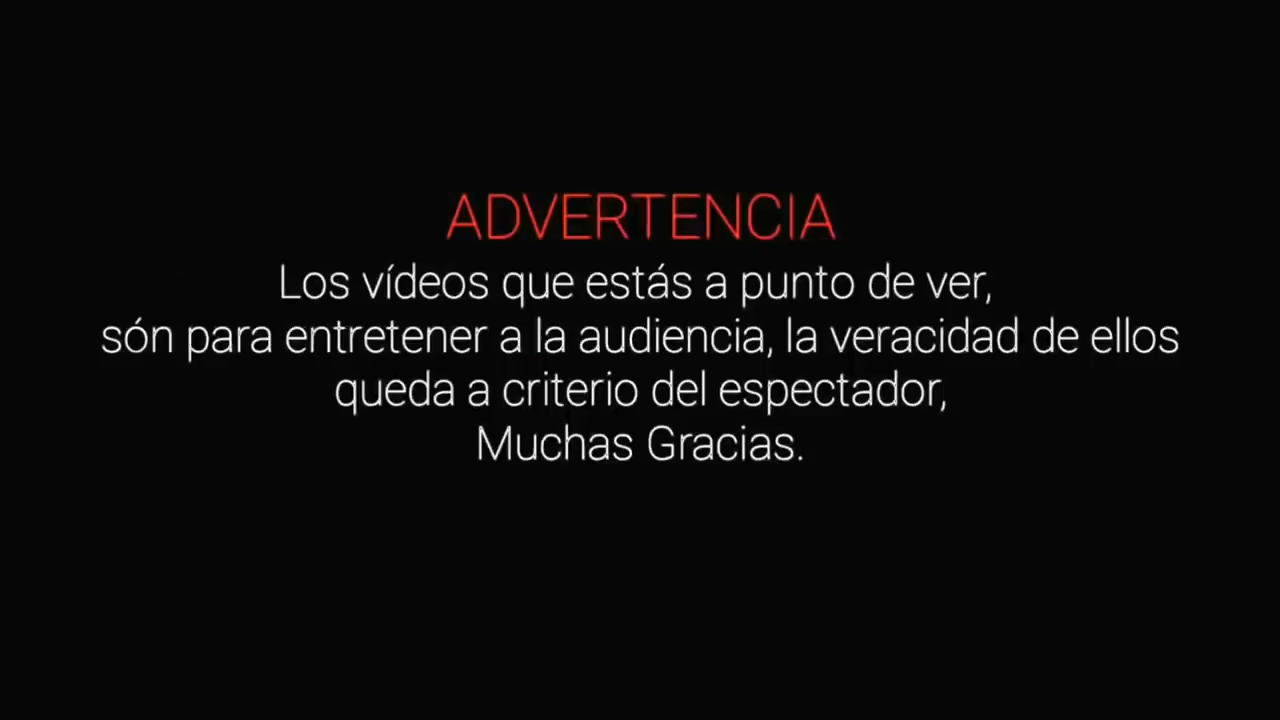 ADVERTENCIA
Los vídeos que estás a punto de ver,
són para entretener a la audiencia, la veracidad de ellos
queda a criterio del espectador,
Muchas Gracias.